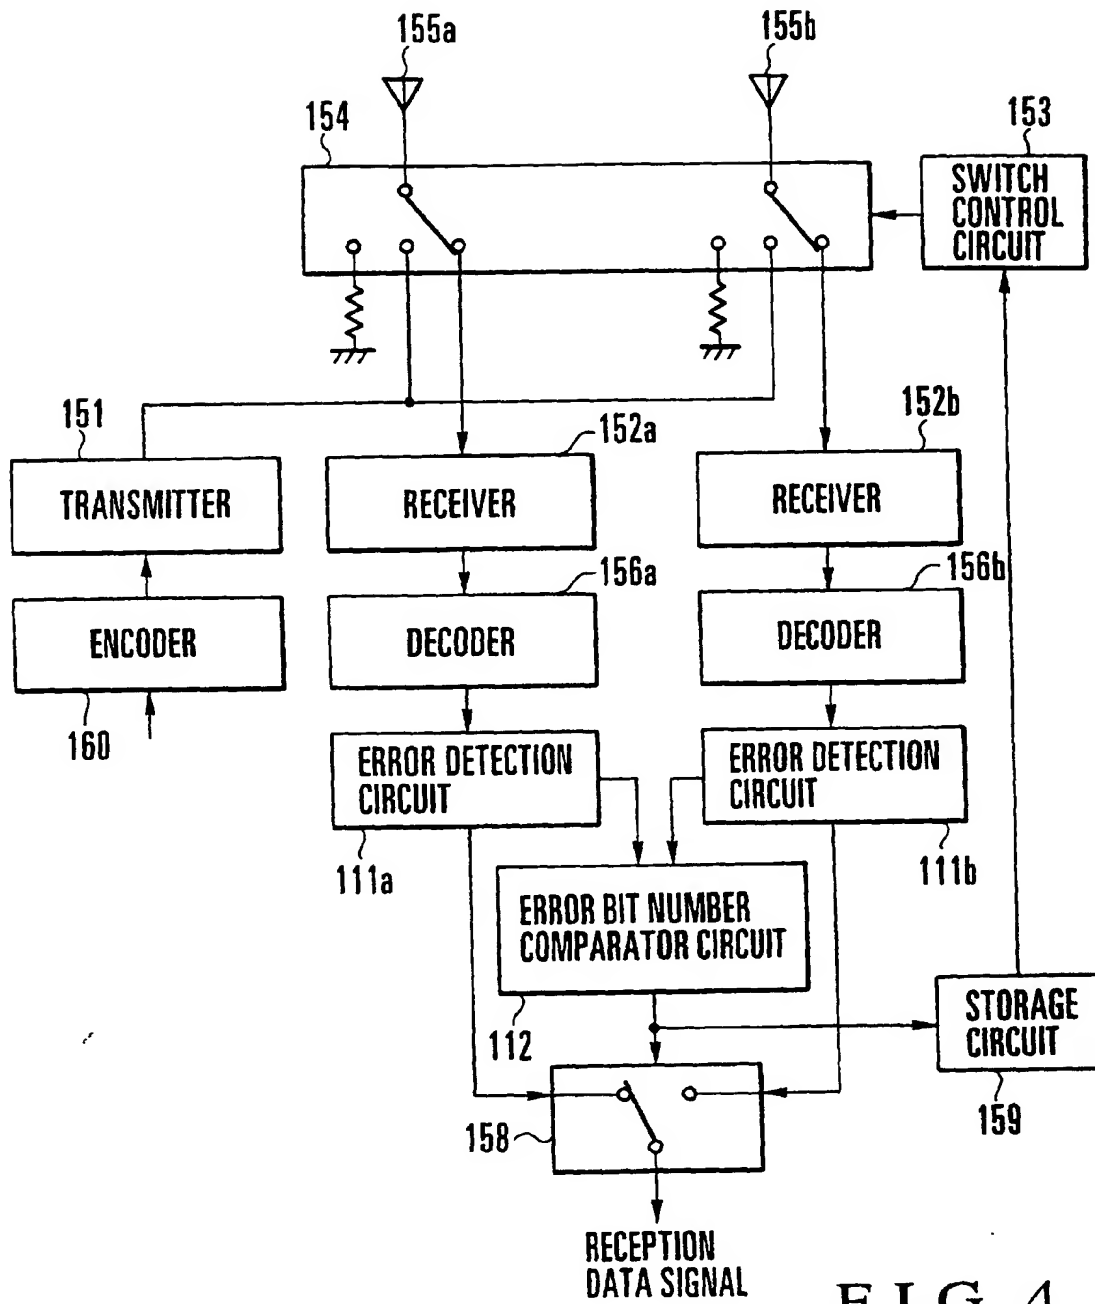 155a
155b
154
153
SWITCH
CONTROL
CIRCUIT
151
152a
152b
TRANSMITTER
RECEIVER
RECEIVER
156a
156b
ENCODER
DECODER
DECODER
160
ERROR DETECTION
CIRCUIT
ERROR DETECTION
CIRCUIT
111a
111b
ERROR BIT NUMBER
COMPARATOR CIRCUIT
STORAGE
CIRCUIT
112
159
158
RECEPTION
DATA SIGNAL
FIG. 4